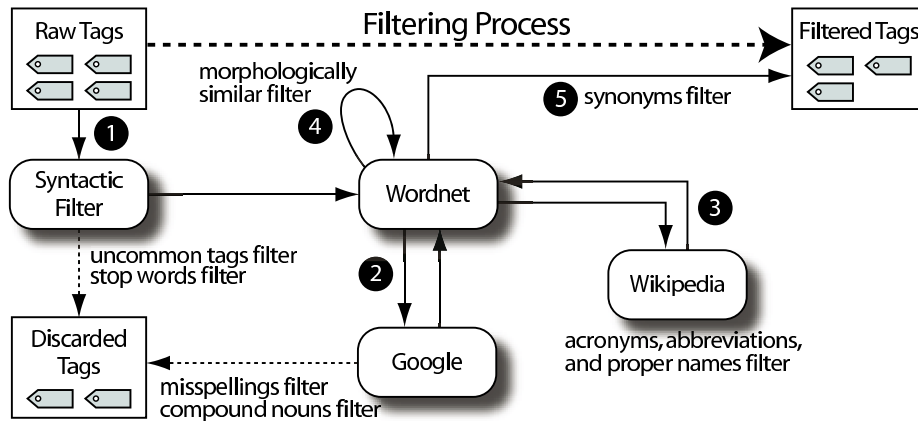 Raw Tags
Filtering Process
Filtered Tags
morphologically
similar filter
5 synonyms filter
4
1
Syntactic
Filter
Wordnet
3
uncommon tags filter
stop words filter
2
Wikipedia
Discarded
Tags
Google
acronyms, abbreviations,
and proper names filter
misspellings filter
compound nouns filter